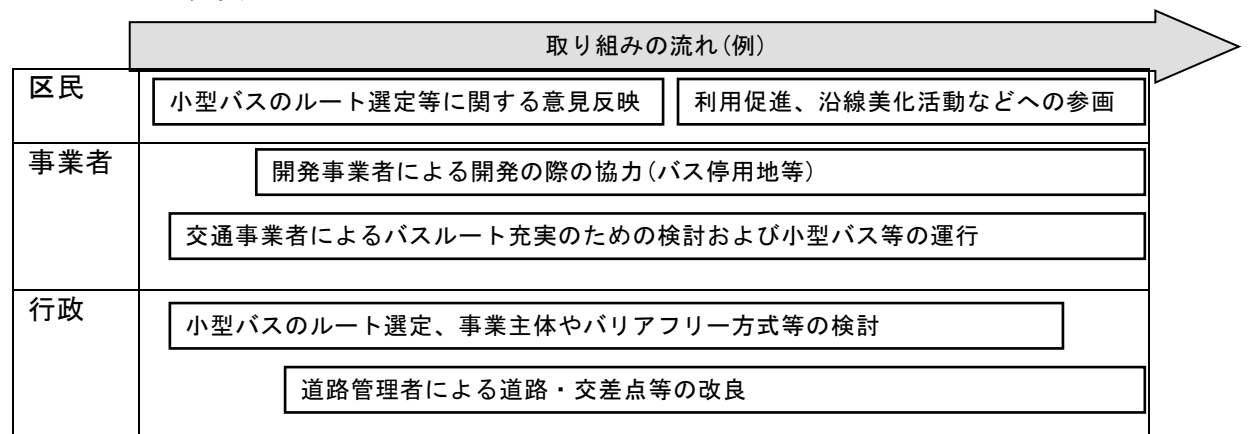 取り組みの流れ(例)
区民
小型バスのルート選定等に関する意見反映
利用促進、沿線美化活動などへの参画
事業者
開発事業者による開発の際の協力(バス停用地等)
交通事業者によるバスルート充実のための検討および小型バス等の運行
行政
小型バスのルート選定、事業主体やバリアフリー方式等の検討
道路管理者による道路・交差点等の改良